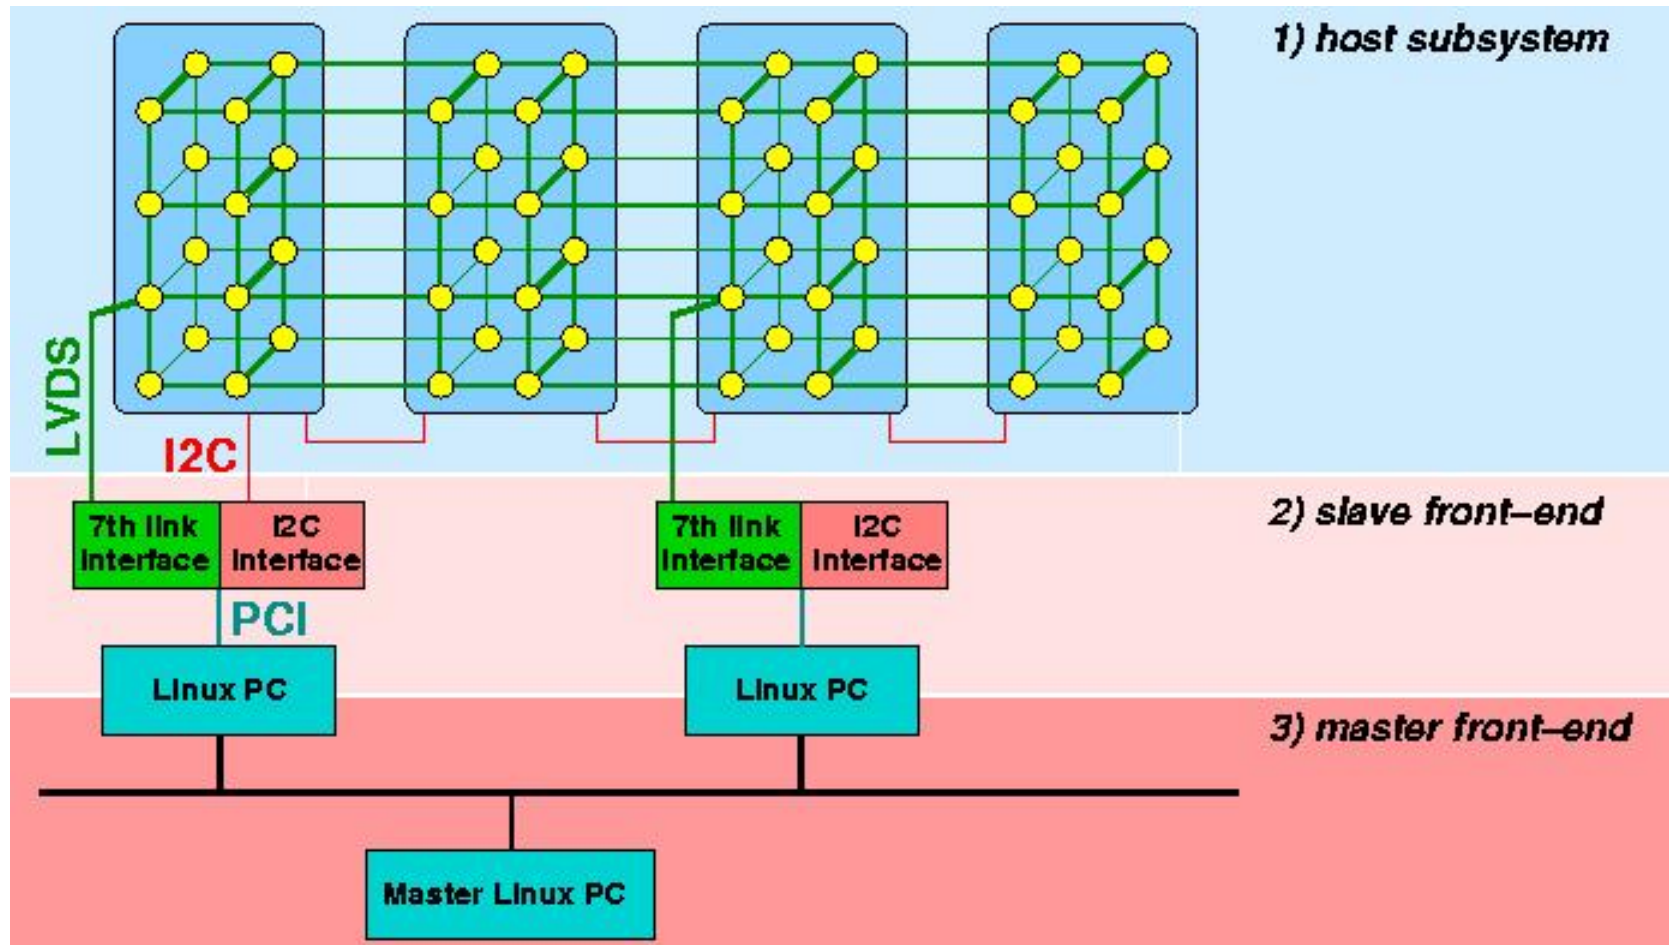 1) host subsystem
LVDS
I2C
2) slave front–end
7th link
interface
I2C
interface
7th link
interface
I2C
interface
PCI
Linux PC
Linux PC
3) master front–end
Master Linux PC